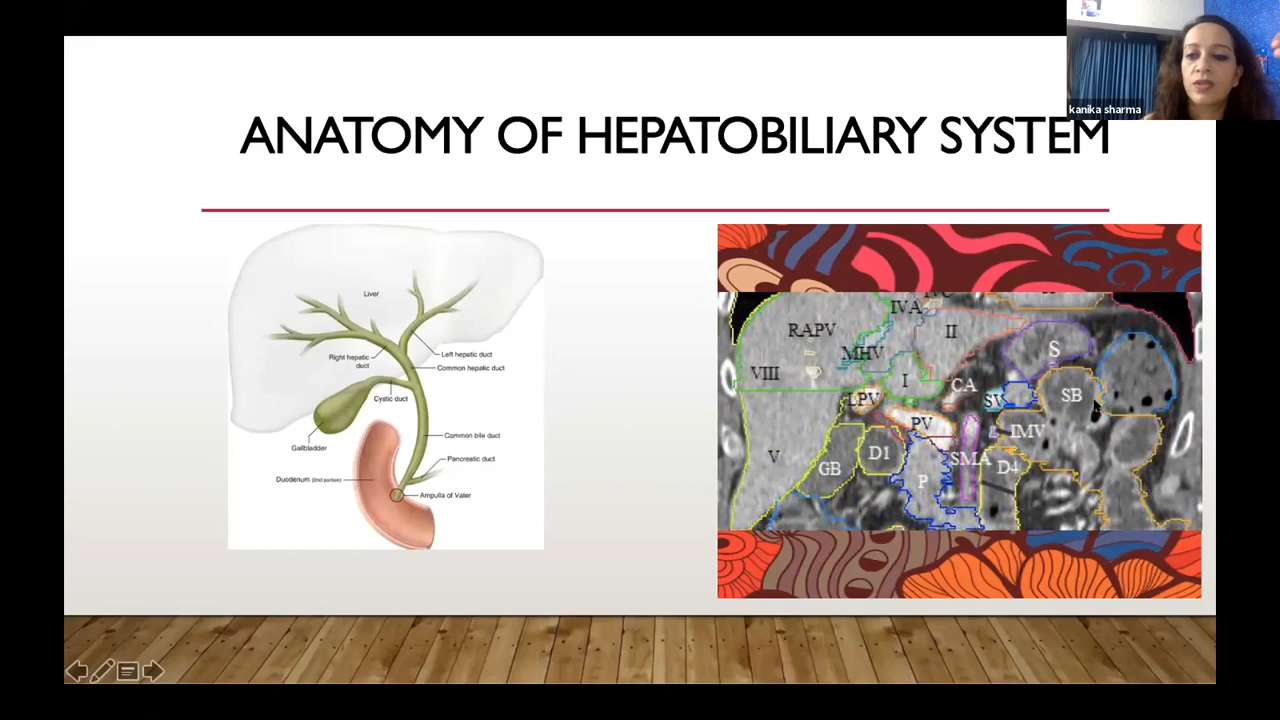 kanika sharma
ANATOMY OF HEPATOBILIARY SYSTEM
Liver
Right hepatic
duct
Left hepatic duct
Common hepatic duct
Cystic duct
Gallbladder
Common bile duct
Pancreatic duct
Duodenum (2nd portion)
Ampulla of Vater
IVA
RAPV
II
MHV
S
VIII
I
CA
LPV
SV
SB
PV
IMV
V
D1
SMA
GB
D4
P